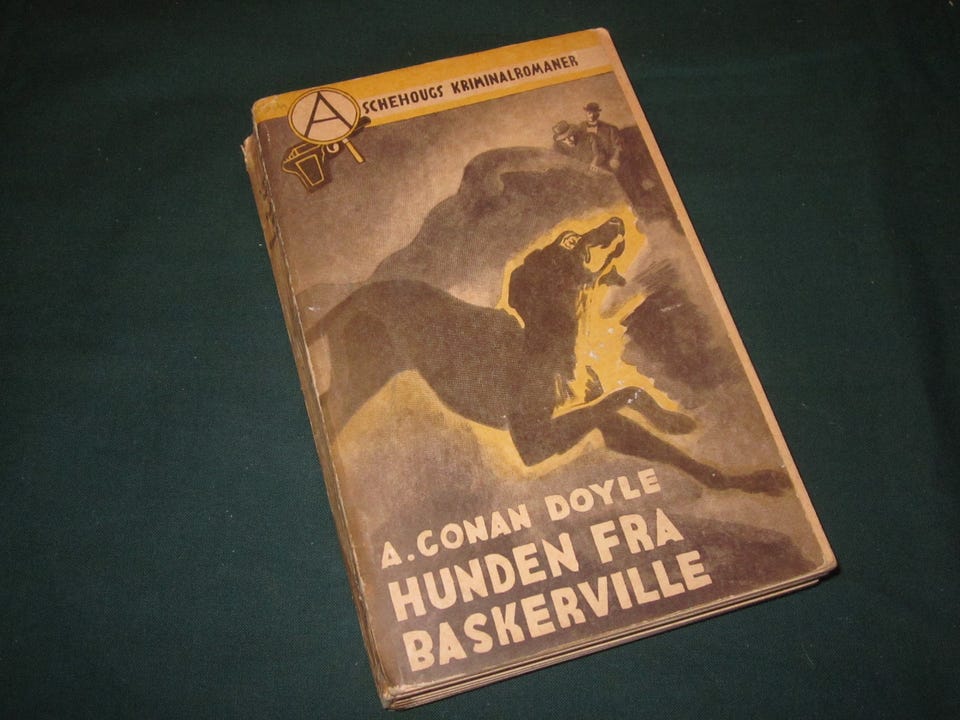 ASCHEHOUGS KRIMINALROMANER
A. CONAN DOYLE
HUNDEN FRA
BASKERVILLE